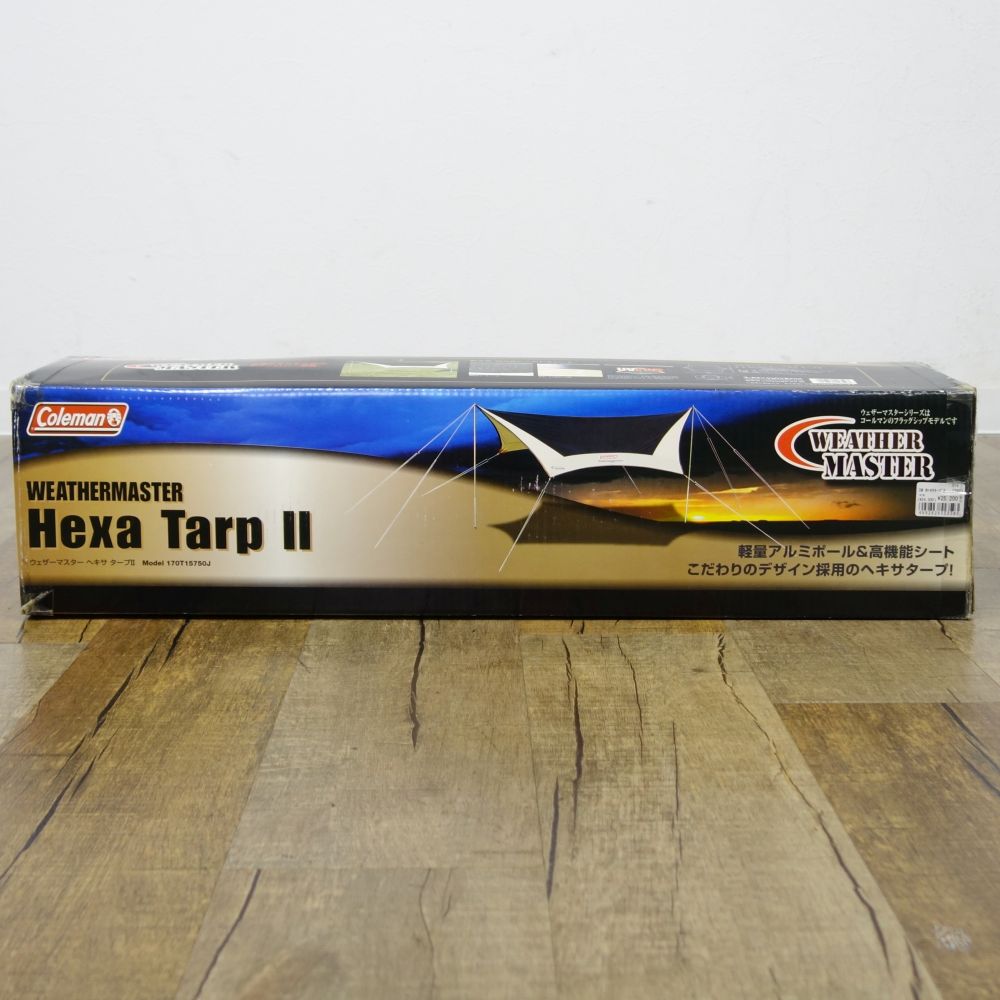 Coleman
WEATHERMASTER
Hexa Tarp II
ウェザーマスター ヘキサ タープII Model 170T15750J
ウェザーマスターシリーズは
コールマンのフラッグシップモデルです
WEATHER
MASTER
軽量アルミポール&高機能シート
こだわりのデザイン採用のヘキサタープ!